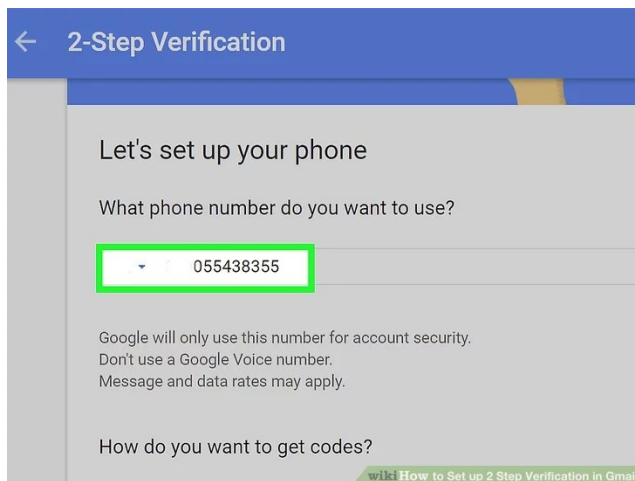 2-Step Verification
Let's set up your phone
What phone number do you want to use?
055438355
Google will only use this number for account security.
Don't use a Google Voice number.
Message and data rates may apply.
How do you want to get codes?
wikiHow to Set up 2 Step Verification in Gmai